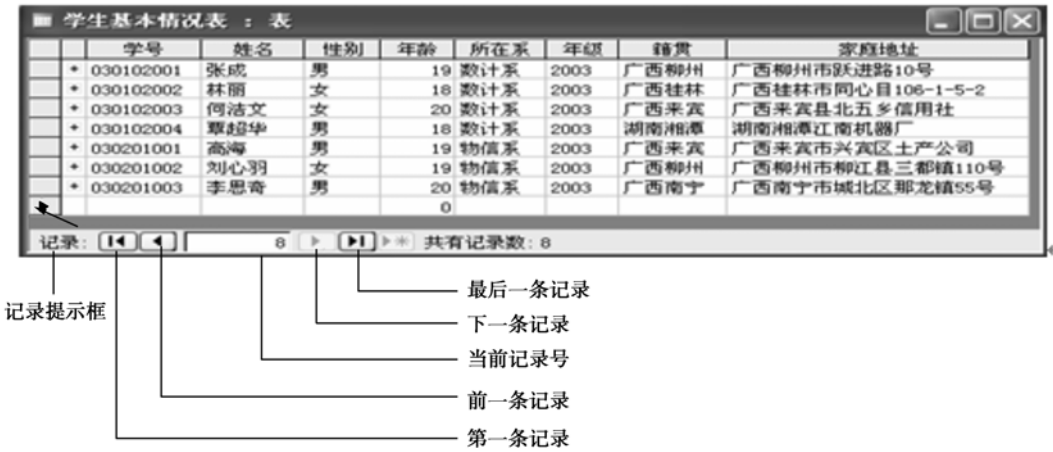 学生基本情况表 : 表
学号 姓名 性别 年龄 所在系 年级 籍贯 家庭地址
+ 030102001 张成 男 19 数计系 2003 广西柳州 广西柳州市跃进路10号
+ 030102002 林丽 女 18 数计系 2003 广西桂林 广西桂林市同心目106-1-5-2
+ 030102003 何洁文 女 20 数计系 2003 广西来宾 广西来宾县北五乡信用社
+ 030102004 覃超华 男 18 数计系 2003 湖南湘潭 湖南湘潭江南机器厂
+ 030201001 高海 男 19 物信系 2003 广西来宾 广西来宾市兴宾区土产公司
+ 030201002 刘心羽 女 19 物信系 2003 广西柳州 广西柳州市柳江县三都镇110号
+ 030201003 李思奇 男 20 物信系 2003 广西南宁 广西南宁市城北区那龙镇55号
0
记录: 8 共有记录数: 8
最后一条记录
记录提示框
下一条记录
当前记录号
前一条记录
第一条记录